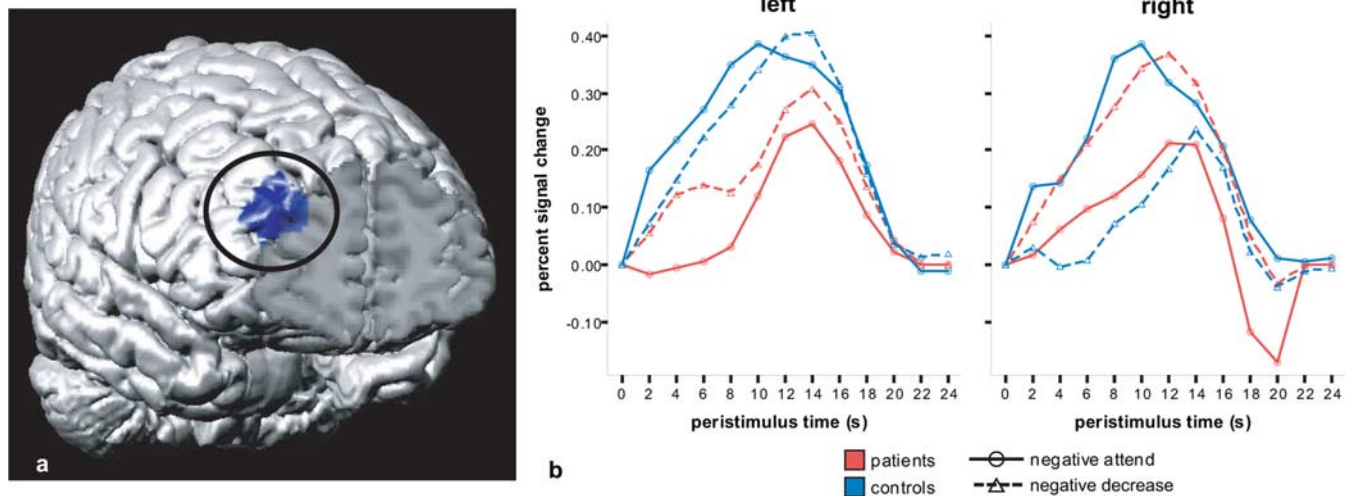 a
b
left
right
percent signal change
0.40
0.30
0.20
0.10
0.00
-0.10
0 2 4 6 8 10 12 14 16 18 20 22 24
0 2 4 6 8 10 12 14 16 18 20 22 24
peristimulus time (s)
peristimulus time (s)
patients
negative attend
controls
negative decrease